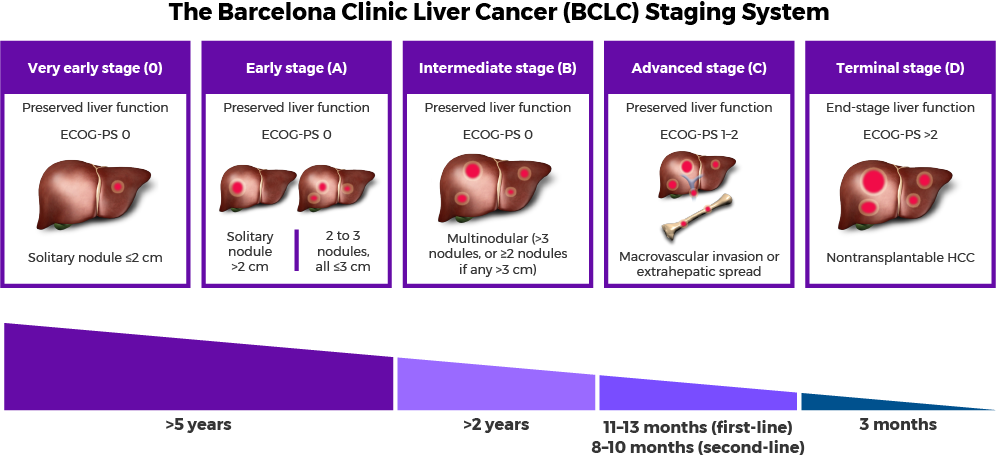 The Barcelona Clinic Liver Cancer (BCLC) Staging System
Very early stage (0)
Preserved liver function
ECOG-PS 0
Solitary nodule ≤2 cm
Early stage (A)
Preserved liver function
ECOG-PS 0
Solitary
nodule
>2 cm
2 to 3
nodules,
all ≤3 cm
Intermediate stage (B)
Preserved liver function
ECOG-PS 0
Multinodular (>3
nodules, or ≥2 nodules
if any >3 cm)
Advanced stage (C)
Preserved liver function
ECOG-PS 1–2
Macrovascular invasion or
extrahepatic spread
Terminal stage (D)
End-stage liver function
ECOG-PS >2
Nontransplantable HCC
>5 years
>2 years
11–13 months (first-line)
8–10 months (second-line)
3 months